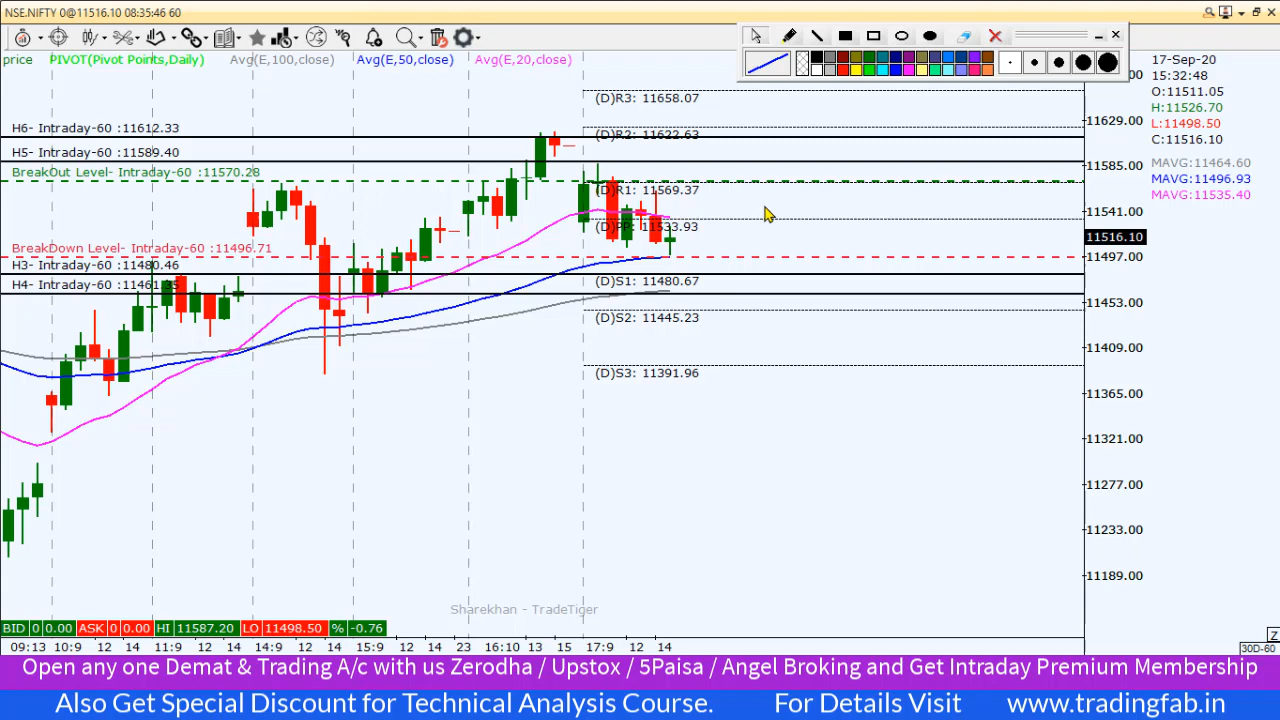 NSE.NIFTY 0@11516.10 08:35:46 60
price PIVOT(Pivot Points,Daily) Avg(E,100,close) Avg(E,50,close) Avg(E,20,close)
17-Sep-20
15:32:48
O:11511.05
H:11526.70
L:11498.50
C:11516.10
MAVG:11464.60
MAVG:11496.93
MAVG:11535.40
H6- Intraday-60 :11612.33
H5- Intraday-60 :11589.40
BreakOut Level- Intraday-60 :11570.28
BreakDown Level- Intraday-60 :11496.71
H3- Intraday-60 :11480.46
H4- Intraday-60 :11461.35
(D)R3: 11658.07
(D)R2: 11622.63
(D)R1: 11569.37
(D)PP: 11533.93
(D)S1: 11480.67
(D)S2: 11445.23
(D)S3: 11391.96
11629.00
11585.00
11541.00
11516.10
11497.00
11453.00
11409.00
11365.00
11321.00
11277.00
11233.00
11189.00
Sharekhan - TradeTiger
BID 0 0.00 ASK 0 0.00 HI 11587.20 LO 11498.50 % -0.76
Z
09:13 10:9 12 14 11:9 12 14 14:9 12 14 15:9 12 14 23 16:10 13 15 17:9 12 14
30D-60
Open any one Demat & Trading A/c with us Zerodha / Upstox / 5Paisa / Angel Broking and Get Intraday Premium Membership
Also Get Special Discount for Technical Analysis Course. For Details Visit www.tradingfab.in